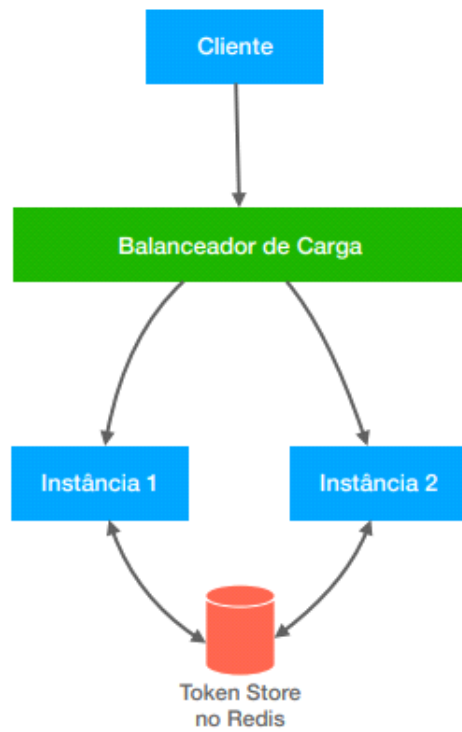 Cliente
Balanceador de Carga
Instância 1
Instância 2
Token Store
no Redis